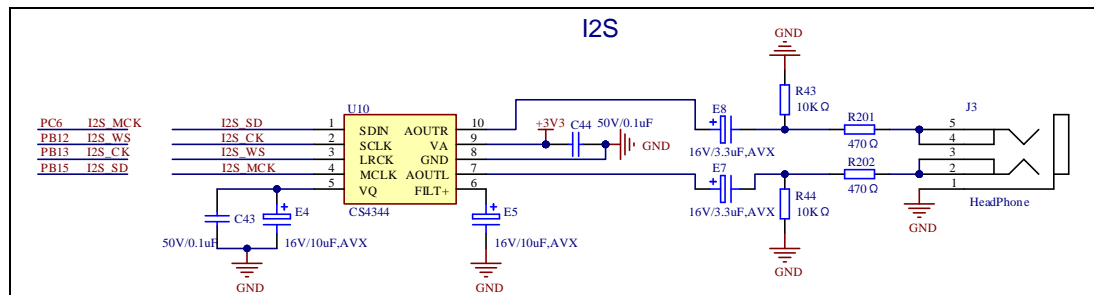 I2S
GND
U10
E8
R43
10KΩ
J3
PC6 I2S_MCK I2S_SD 1 SDIN AOUTR 10 +3V3 C44 50V/0.1uF R201 5
PB12 I2S_WS I2S_CK 2 SCLK VA 9 16V/3.3uF,AVX 470Ω 4
PB13 I2S_CK I2S_WS 3 LRCK GND 8 GND E7 R202 3
PB15 I2S_SD I2S_MCK 4 MCLK AOUTL 7 470Ω 2
5 VQ FILT+ 6 16V/3.3uF,AVX R44 1
CS4344 10KΩ HeadPhone
C43 E4 E5
50V/0.1uF 16V/10uF,AVX 16V/10uF,AVX GND
GND GND GND